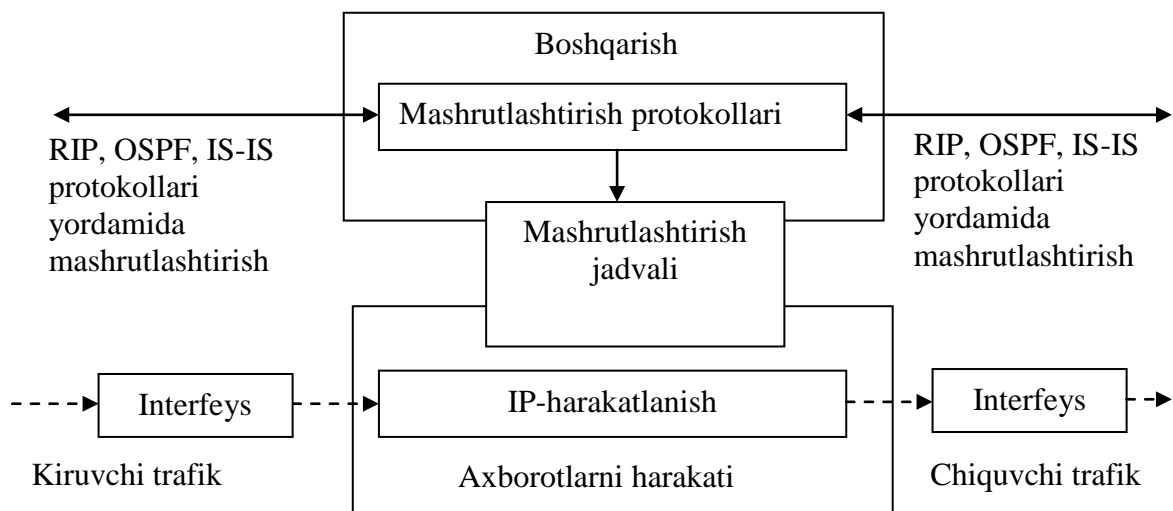 Boshqarish
Mashrutlashtirish protokollari
RIP, OSPF, IS-IS
protokollari
yordamida
mashrutlashtirish
RIP, OSPF, IS-IS
protokollari
yordamida
mashrutlashtirish
Mashrutlashtirish
jadvali
Interfeys
IP-harakatlanish
Interfeys
Kiruvchi trafik
Axborotlarni harakati
Chiquvchi trafik